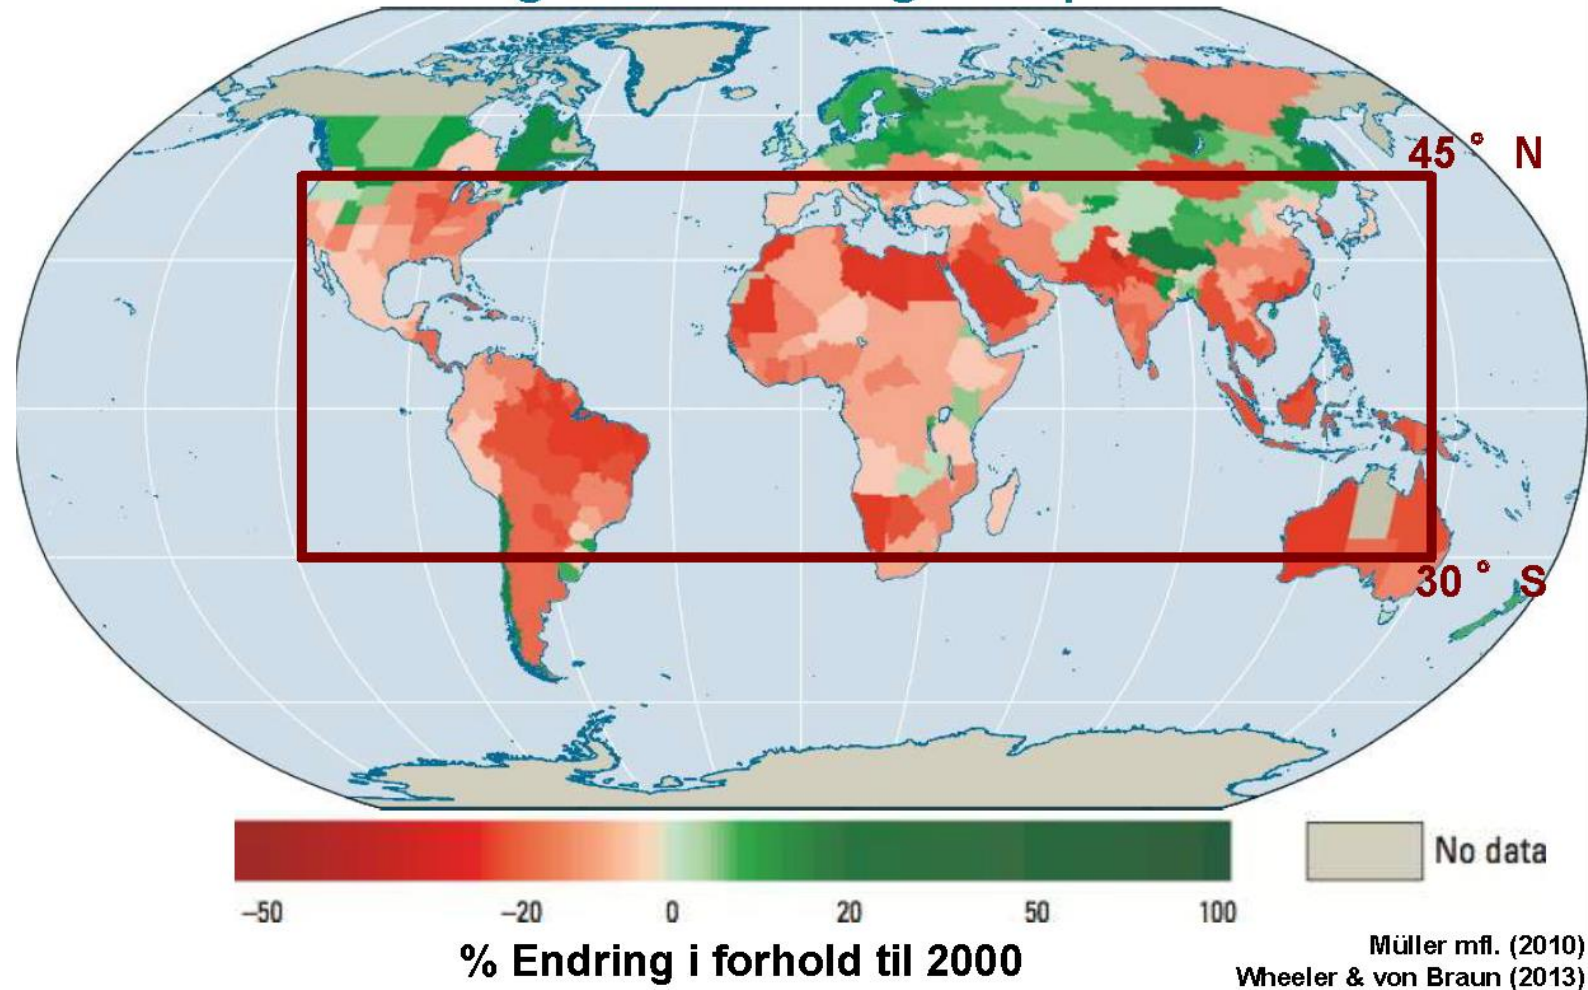 45° N
30° S
No data
−50 −20 0 20 50 100
% Endring i forhold til 2000
Müller mfl. (2010)
Wheeler & von Braun (2013)